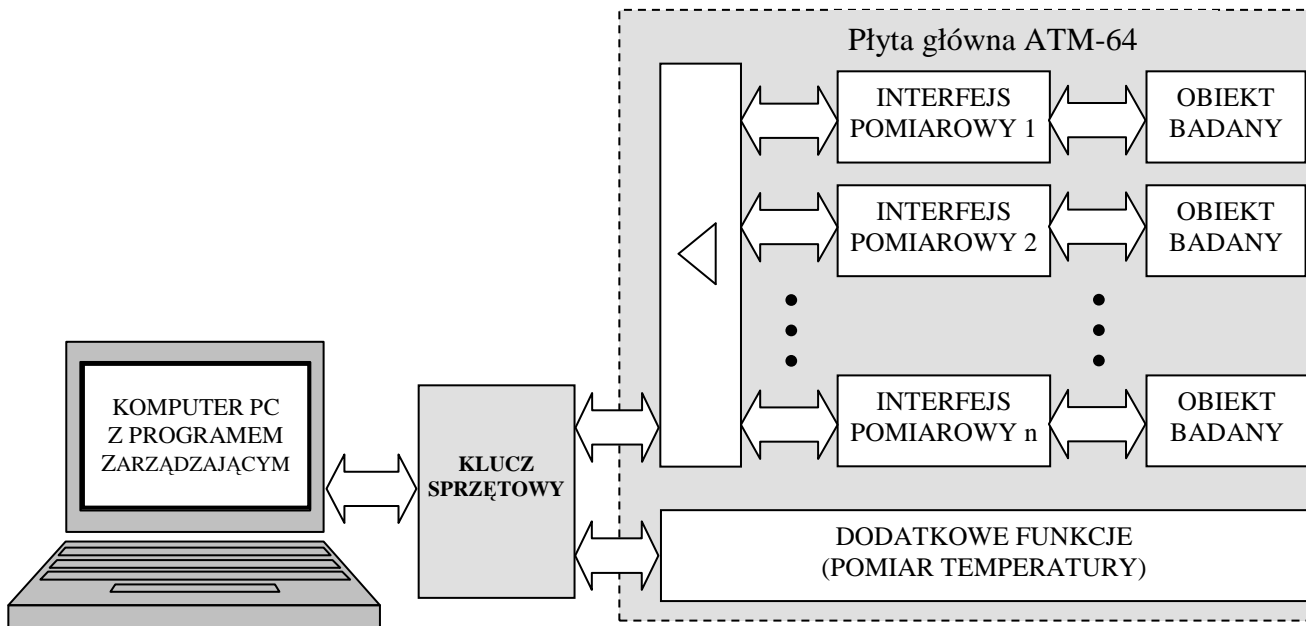 Płyta główna ATM-64
INTERFEJS
POMIAROWY 1
OBIEKT
BADANY
INTERFEJS
POMIAROWY 2
OBIEKT
BADANY
INTERFEJS
POMIAROWY n
OBIEKT
BADANY
KOMPUTER PC
Z PROGRAMEM
ZARZĄDZAJĄCYM
KLUCZ
SPRZĘTOWY
DODATKOWE FUNKCJE
(POMIAR TEMPERATURY)